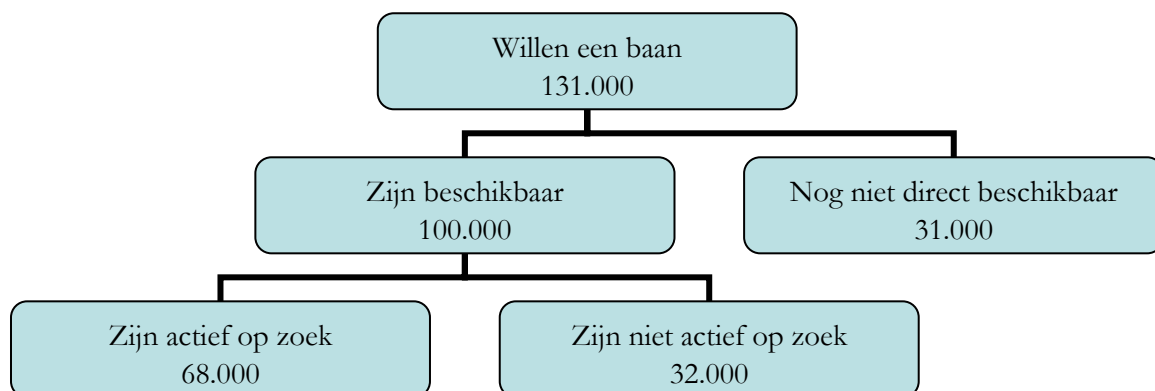 Willen een baan
131.000
Zijn beschikbaar
100.000
Nog niet direct beschikbaar
31.000
Zijn actief op zoek
68.000
Zijn niet actief op zoek
32.000